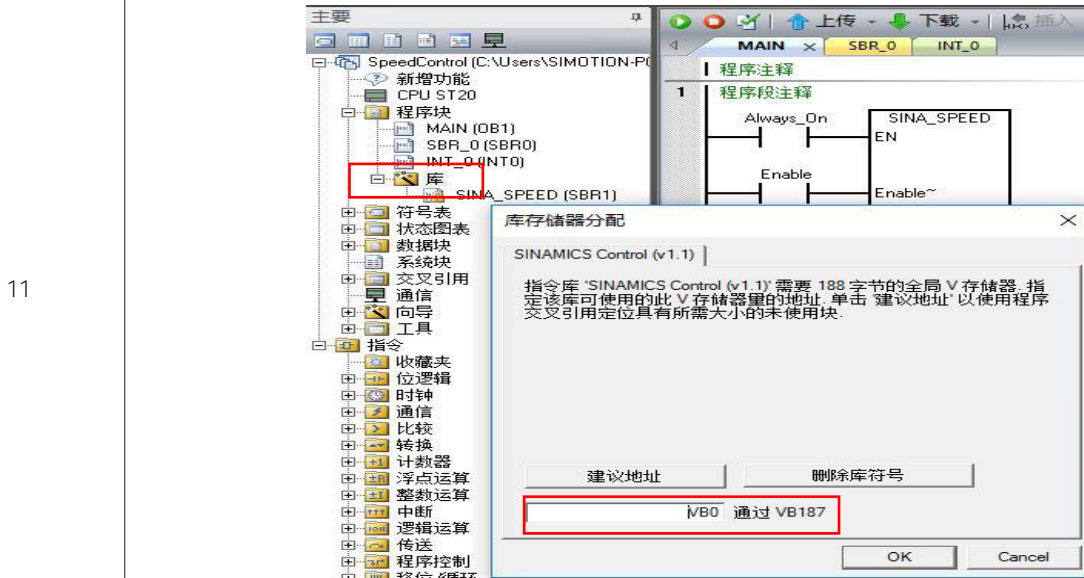 11
主要
SpeedControl (C:\Users\SIMOTION-P(
新增功能
CPU ST20
程序块
MAIN (OB1)
SBR_0 (SBR0)
INT_0 (INT0)
库
SINA_SPEED (SBR1)
符号表
状态图表
数据块
系统块
交叉引用
通信
向导
工具
指令
收藏夹
位逻辑
时钟
通信
比较
转换
计数器
浮点运算
整数运算
中断
逻辑运算
传送
程序控制
移位/循环
上传
下载
插入
MAIN
SBR_0
INT_0
程序注释
1 程序段注释
Always_On
SINA_SPEED
EN
Enable
Enable~
库存储器分配
SINAMICS Control (v1.1)
指令库 'SINAMICS Control (v1.1)' 需要 188 字节的全局 V 存储器. 指
定该库可使用的此 V 存储器里的地址. 单击 '建议地址' 以使用程序
交叉引用定位具有所需大小的未使用块.
建议地址
删除库符号
VB0 通过 VB187
OK
Cancel